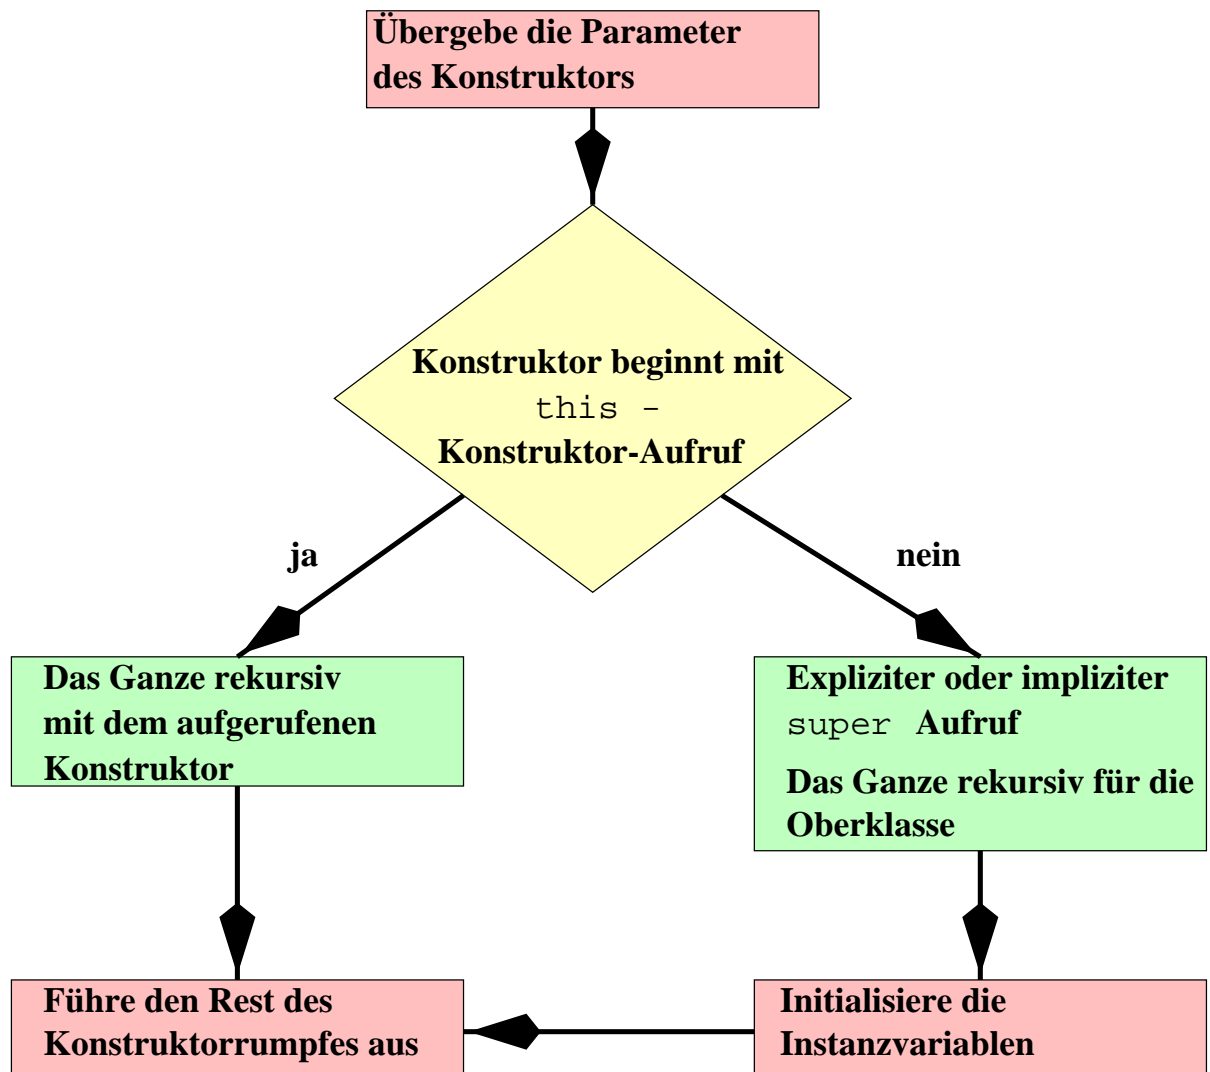 Übergebe die Parameter
des Konstruktors
Konstruktor beginnt mit
this -
Konstruktor-Aufruf
ja
nein
Das Ganze rekursiv
mit dem aufgerufenen
Konstruktor
Expliziter oder impliziter
super Aufruf
Das Ganze rekursiv für die
Oberklasse
Führe den Rest des
Konstruktorrumpfes aus
Initialisiere die
Instanzvariablen